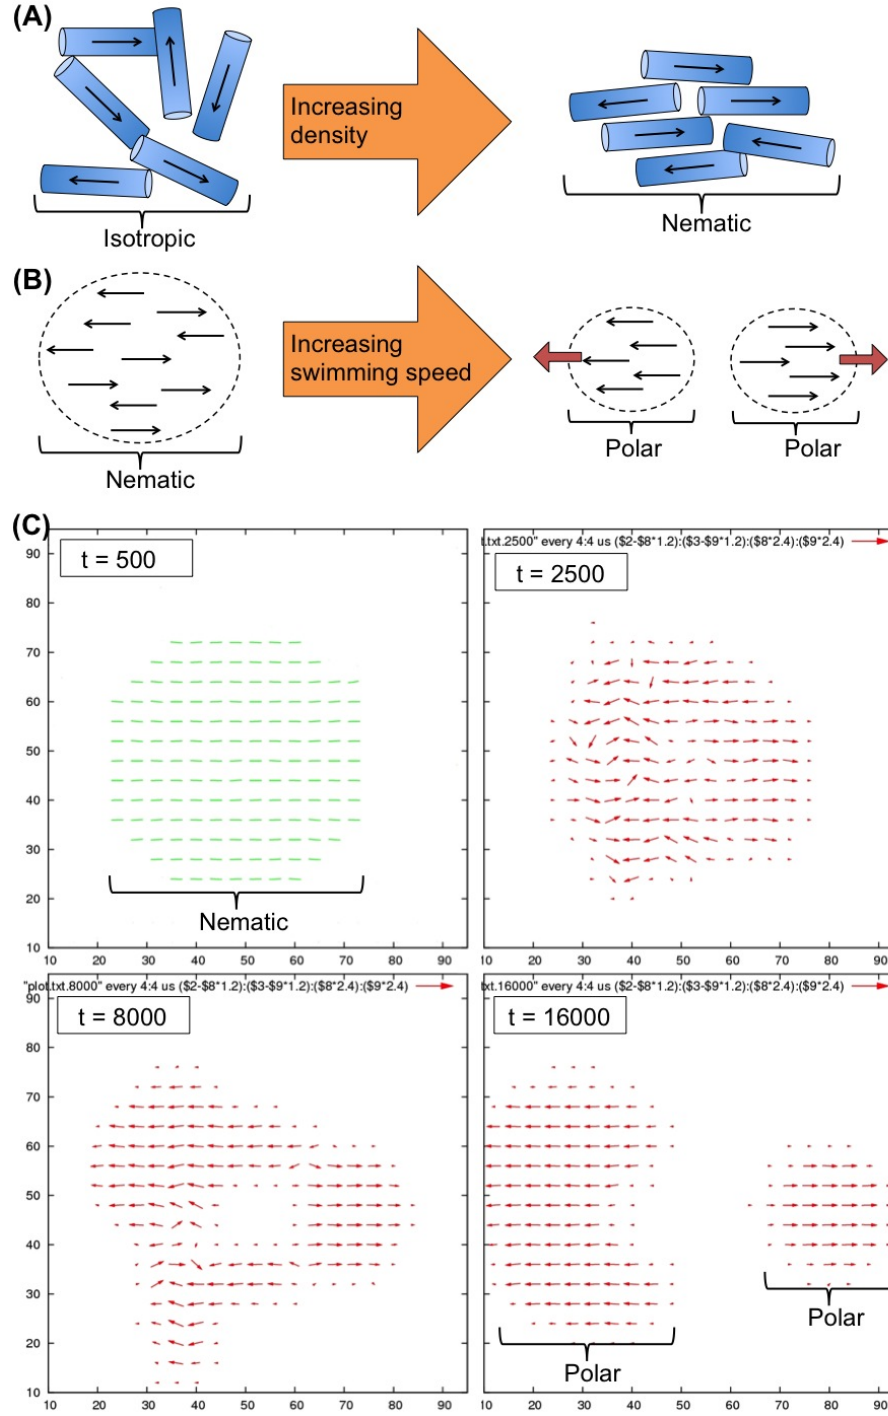 (A)
Increasing
density
Isotropic
Nematic
(B)
Increasing
swimming speed
Nematic
Polar
Polar
(C)
t = 500
90
80
70
60
50
40
30
20
10
10 20 30 40 50 60 70 80 90
Nematic
t.txt.2500" every 4:4 us ($2-$8*1.2):($3-$9*1.2):($8*2.4):($9*2.4)
t = 2500
10 20 30 40 50 60 70 80 90
"plot.txt.8000" every 4:4 us ($2-$8*1.2):($3-$9*1.2):($8*2.4):($9*2.4)
t = 8000
90
80
70
60
50
40
30
20
10
10 20 30 40 50 60 70 80 90
txt.16000" every 4:4 us ($2-$8*1.2):($3-$9*1.2):($8*2.4):($9*2.4)
t = 16000
Polar
Polar
10 20 30 40 50 60 70 80 90